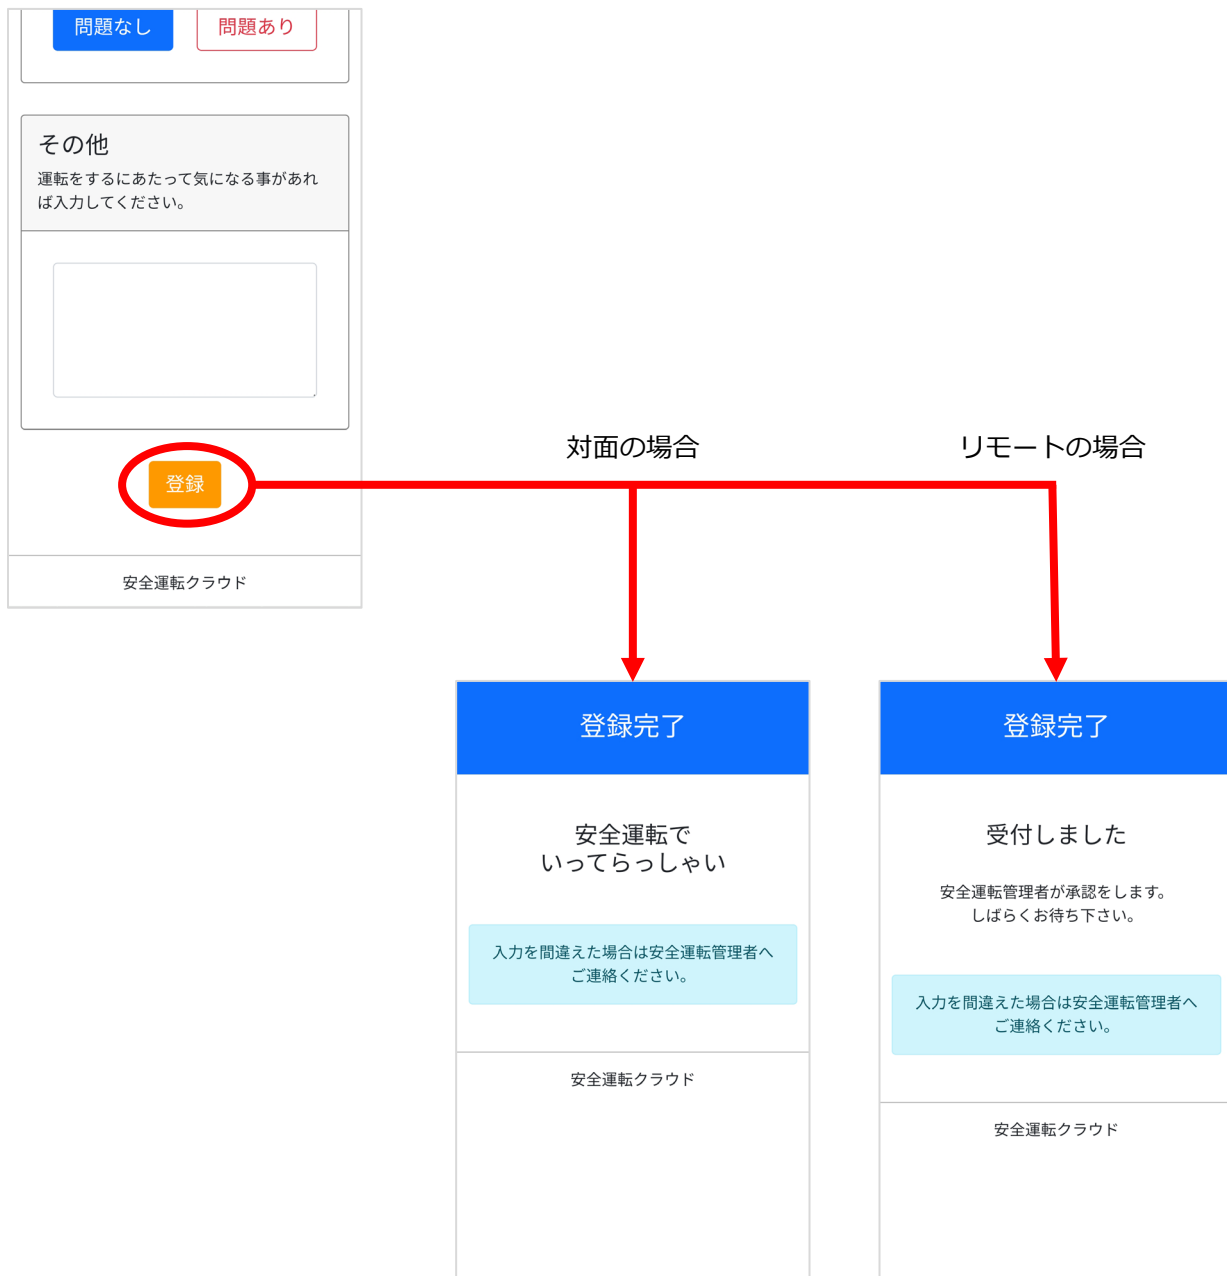 問題なし
問題あり
その他
運転をするにあたって気になる事があれ
ば入力してください。
登録
安全運転クラウド
対面の場合
リモートの場合
登録完了
安全運転で
いってらっしゃい
入力を間違えた場合は安全運転管理者へ
ご連絡ください。
安全運転クラウド
登録完了
受付しました
安全運転管理者が承認をします。
しばらくお待ち下さい。
入力を間違えた場合は安全運転管理者へ
ご連絡ください。
安全運転クラウド